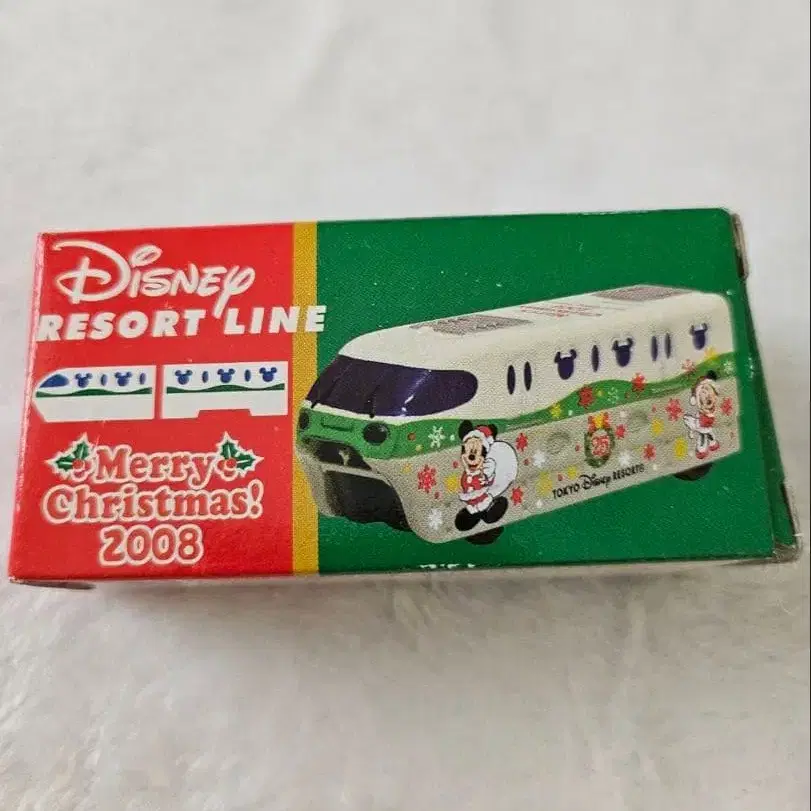 Disney
RESORT LINE
Merry
Christmas!
2008
25
TOKYO Disney RESORT®